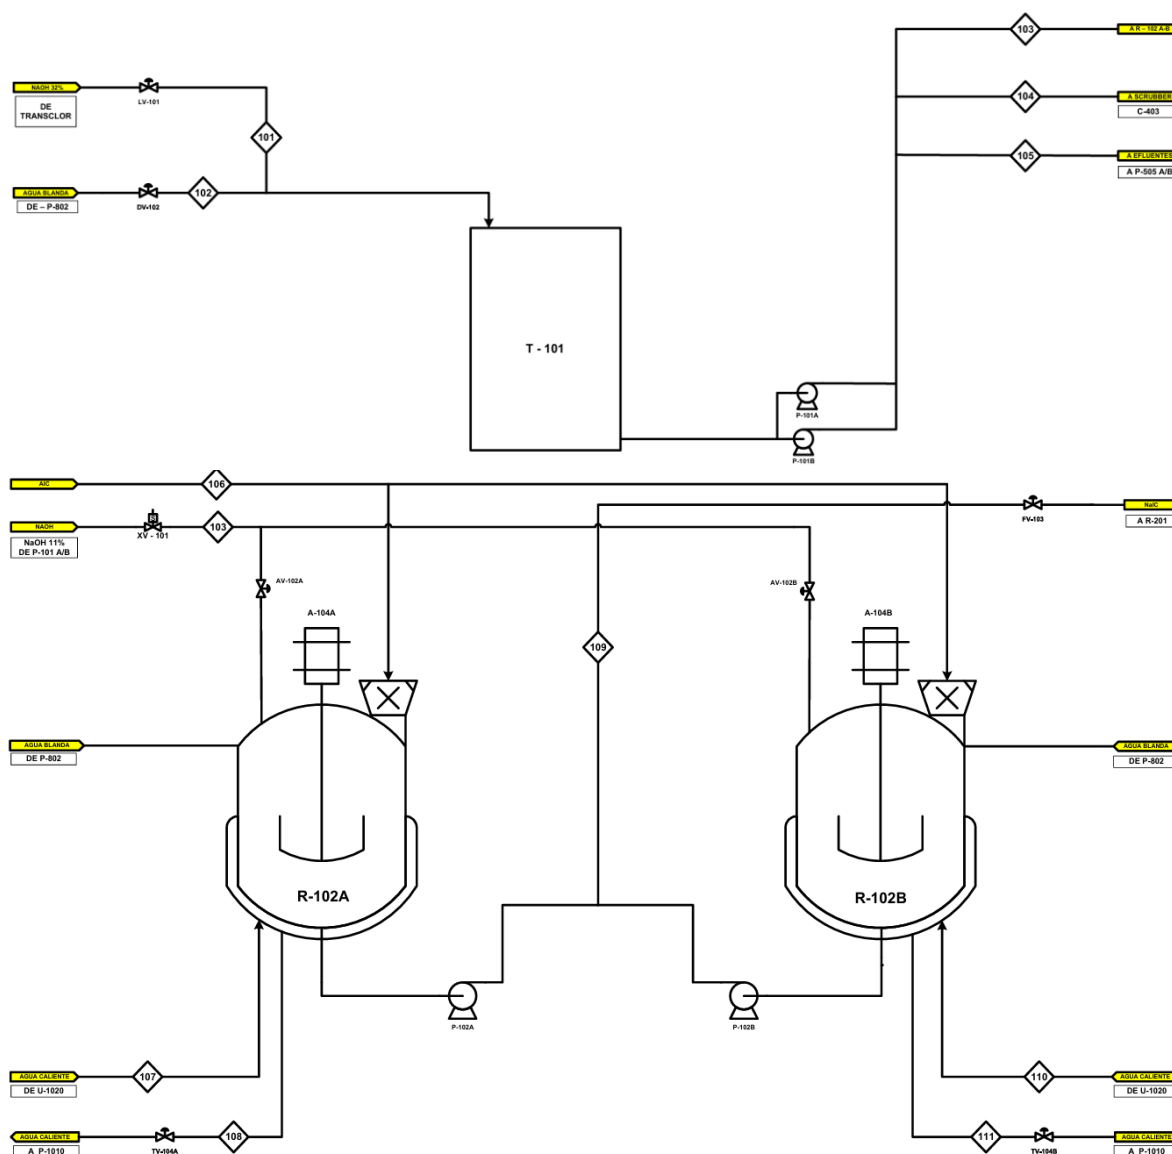 103
A R – 102 A-B
NAOH 32%
LV-101
DE
TRANSCLOR
104
A SCRUBBER
C-403
101
105
A EFLUENTES
A P-505 A/B
AGUA BLANDA
DE – P-802
DV-102
102
T - 101
P-101A
P-101B
AIC
106
NAOH
NaOH 11%
DE P-101 A/B
S
XV - 101
103
FV-103
NaIC
A R-201
AV-102A
AV-102B
A-104A
A-104B
109
AGUA BLANDA
DE P-802
AGUA BLANDA
DE P-802
R-102A
R-102B
P-102A
P-102B
AGUA CALIENTE
DE U-1020
107
110
AGUA CALIENTE
DE U-1020
AGUA CALIENTE
A P-1010
TV-104A
108
111
TV-104B
AGUA CALIENTE
A P-1010